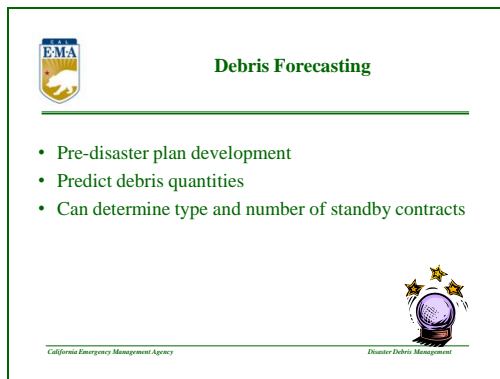 CAL
E·M·A
Debris Forecasting
• Pre-disaster plan development
• Predict debris quantities
• Can determine type and number of standby contracts
California Emergency Management Agency
Disaster Debris Management